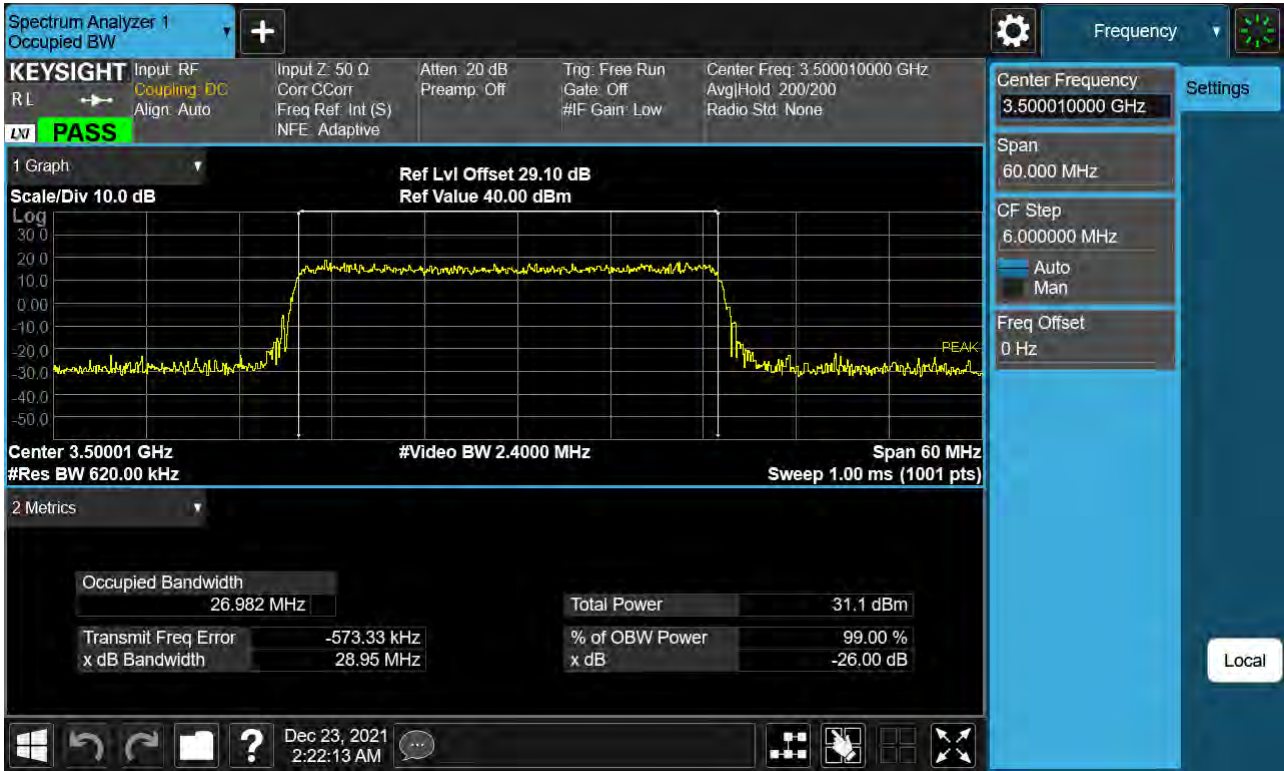 Spectrum Analyzer 1
Occupied BW
Frequency
KEYSIGHT
R L
LXI PASS
Input: RF
Coupling: DC
Align: Auto
Input Z: 50 Ω
Corr CCorr
Freq Ref: Int (S)
NFE: Adaptive
Atten: 20 dB
Preamp: Off
Trig: Free Run
Gate: Off
#IF Gain: Low
Center Freq: 3.500010000 GHz
Avg|Hold: 200/200
Radio Std: None
Center Frequency
3.500010000 GHz
Settings
Span
60.000 MHz
CF Step
6.000000 MHz
Auto
Man
Freq Offset
0 Hz
Local
1 Graph
Scale/Div 10.0 dB
Ref Lvl Offset 29.10 dB
Ref Value 40.00 dBm
Log
30.0
20.0
10.0
0.00
-10.0
-20.0
-30.0
-40.0
-50.0
PEAK
Center 3.50001 GHz
#Video BW 2.4000 MHz
Span 60 MHz
#Res BW 620.00 kHz
Sweep 1.00 ms (1001 pts)
2 Metrics
Occupied Bandwidth
26.982 MHz
Total Power 31.1 dBm
Transmit Freq Error -573.33 kHz
% of OBW Power 99.00 %
x dB Bandwidth 28.95 MHz
x dB -26.00 dB
?
Dec 23, 2021
2:22:13 AM